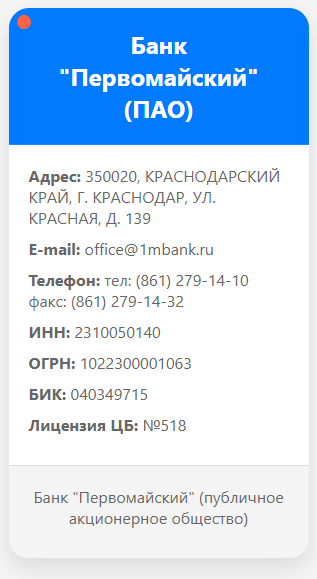 Банк
"Первомайский"
(ПАО)
Адрес: 350020, КРАСНОДАРСКИЙ
КРАЙ, Г. КРАСНОДАР, УЛ.
КРАСНАЯ, Д. 139
E-mail: office@1mbank.ru
Телефон: тел: (861) 279-14-10
факс: (861) 279-14-32
ИНН: 2310050140
ОГРН: 1022300001063
БИК: 040349715
Лицензия ЦБ: №518
Банк "Первомайский" (публичное
акционерное общество)